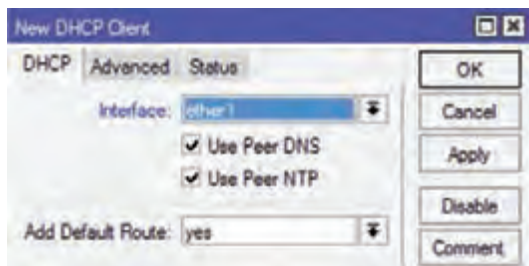 New DHCP Client
DHCP Advanced Status
Interface: ether1
Use Peer DNS
Use Peer NTP
Add Default Route: yes
OK
Cancel
Apply
Disable
Comment